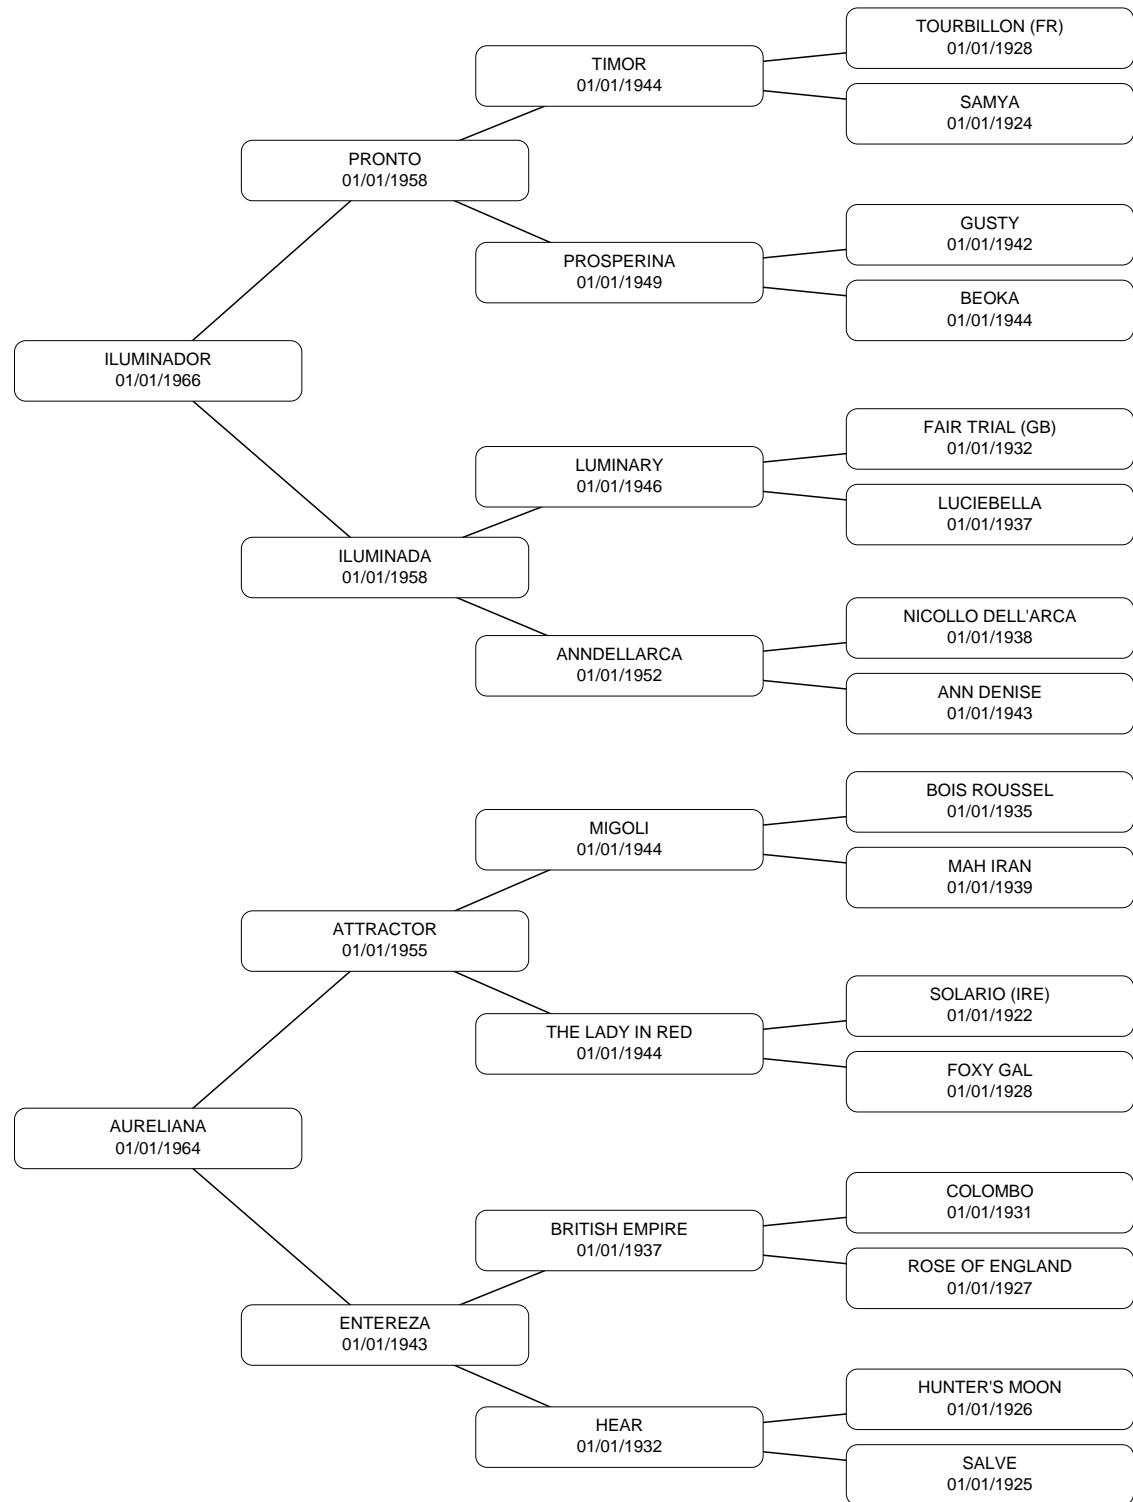 TOURBILLON (FR)
01/01/1928
TIMOR
01/01/1944
SAMYA
01/01/1924
PRONTO
01/01/1958
GUSTY
01/01/1942
PROSPERINA
01/01/1949
BEOKA
01/01/1944
ILUMINADOR
01/01/1966
FAIR TRIAL (GB)
01/01/1932
LUMINARY
01/01/1946
LUCIEBELLA
01/01/1937
ILUMINADA
01/01/1958
NICOLLO DELL'ARCA
01/01/1938
ANNDELLARCA
01/01/1952
ANN DENISE
01/01/1943
BOIS ROUSSEL
01/01/1935
MIGOLI
01/01/1944
MAH IRAN
01/01/1939
ATTRACTOR
01/01/1955
SOLARIO (IRE)
01/01/1922
THE LADY IN RED
01/01/1944
FOXY GAL
01/01/1928
AURELIANA
01/01/1964
COLOMBO
01/01/1931
BRITISH EMPIRE
01/01/1937
ROSE OF ENGLAND
01/01/1927
ENTEREZA
01/01/1943
HUNTER'S MOON
01/01/1926
HEAR
01/01/1932
SALVE
01/01/1925